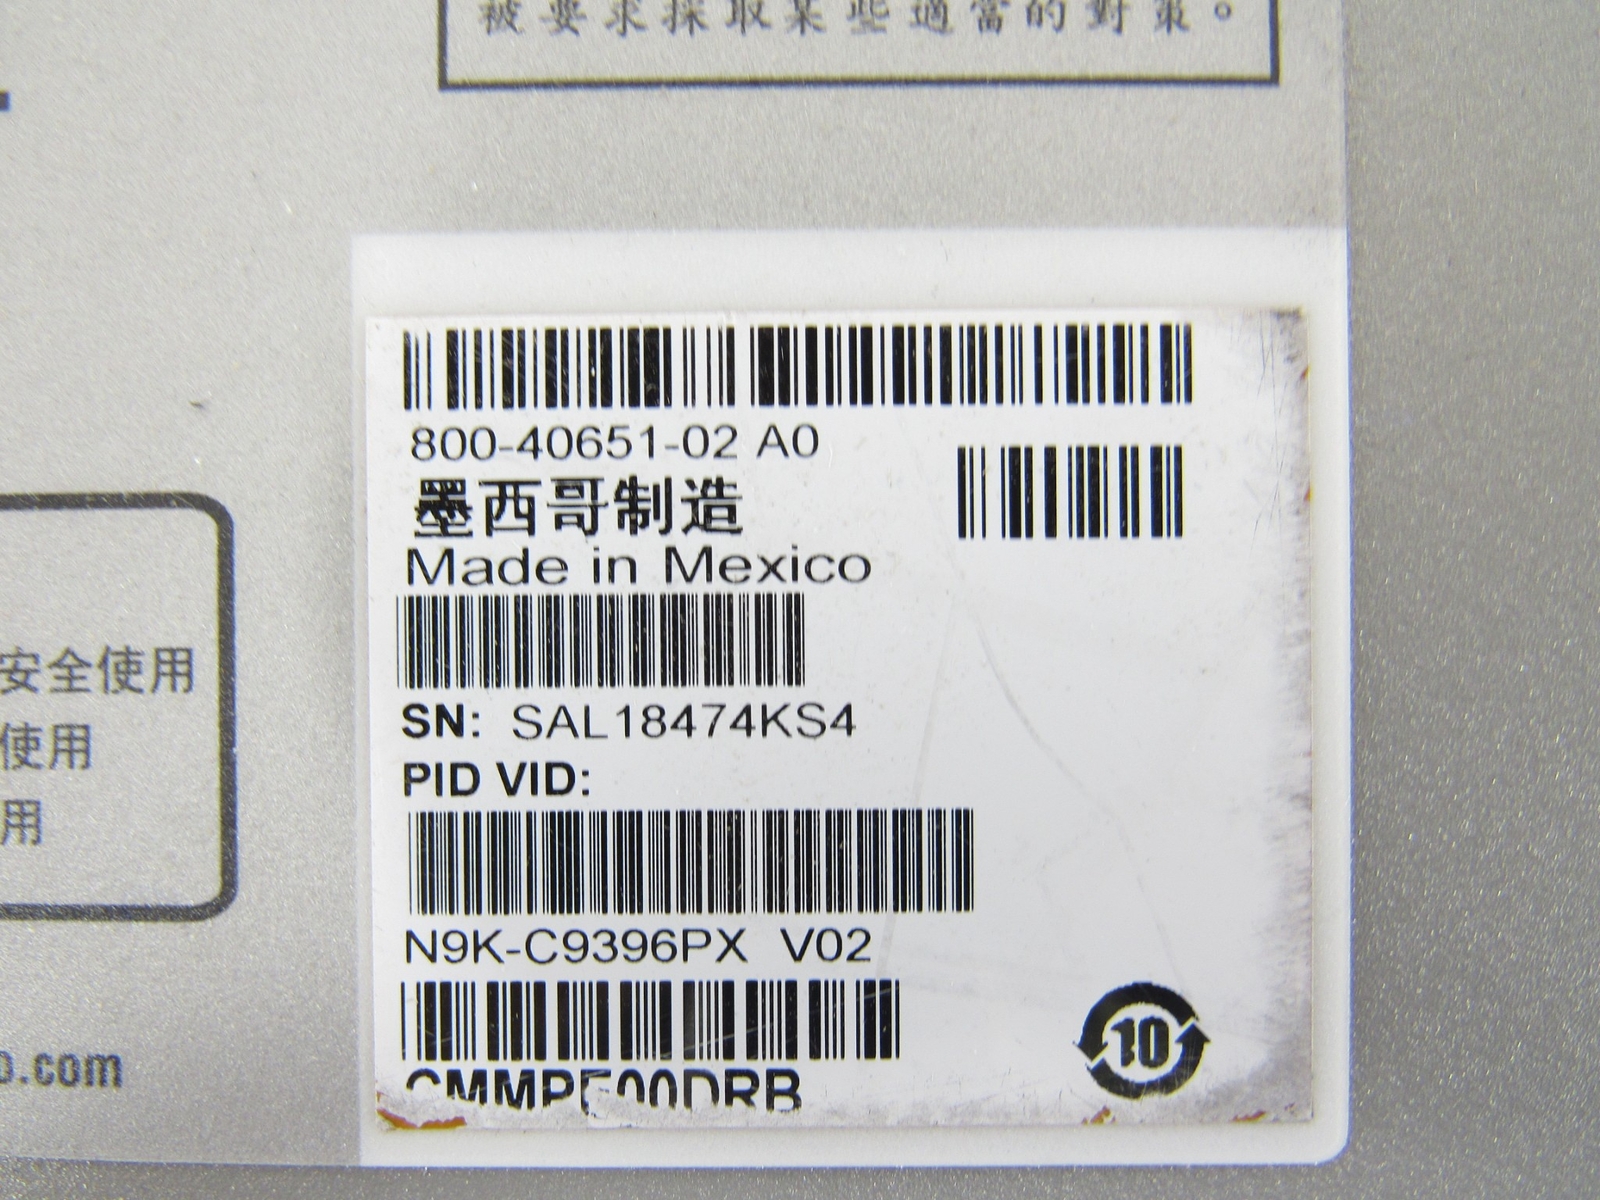 被要求採取某些適當的對策。
800-40651-02 A0
墨西哥制造
Made in Mexico
SN: SAL18474KS4
PID VID:
N9K-C9396PX V02
10
安全使用
使用
用
o.com